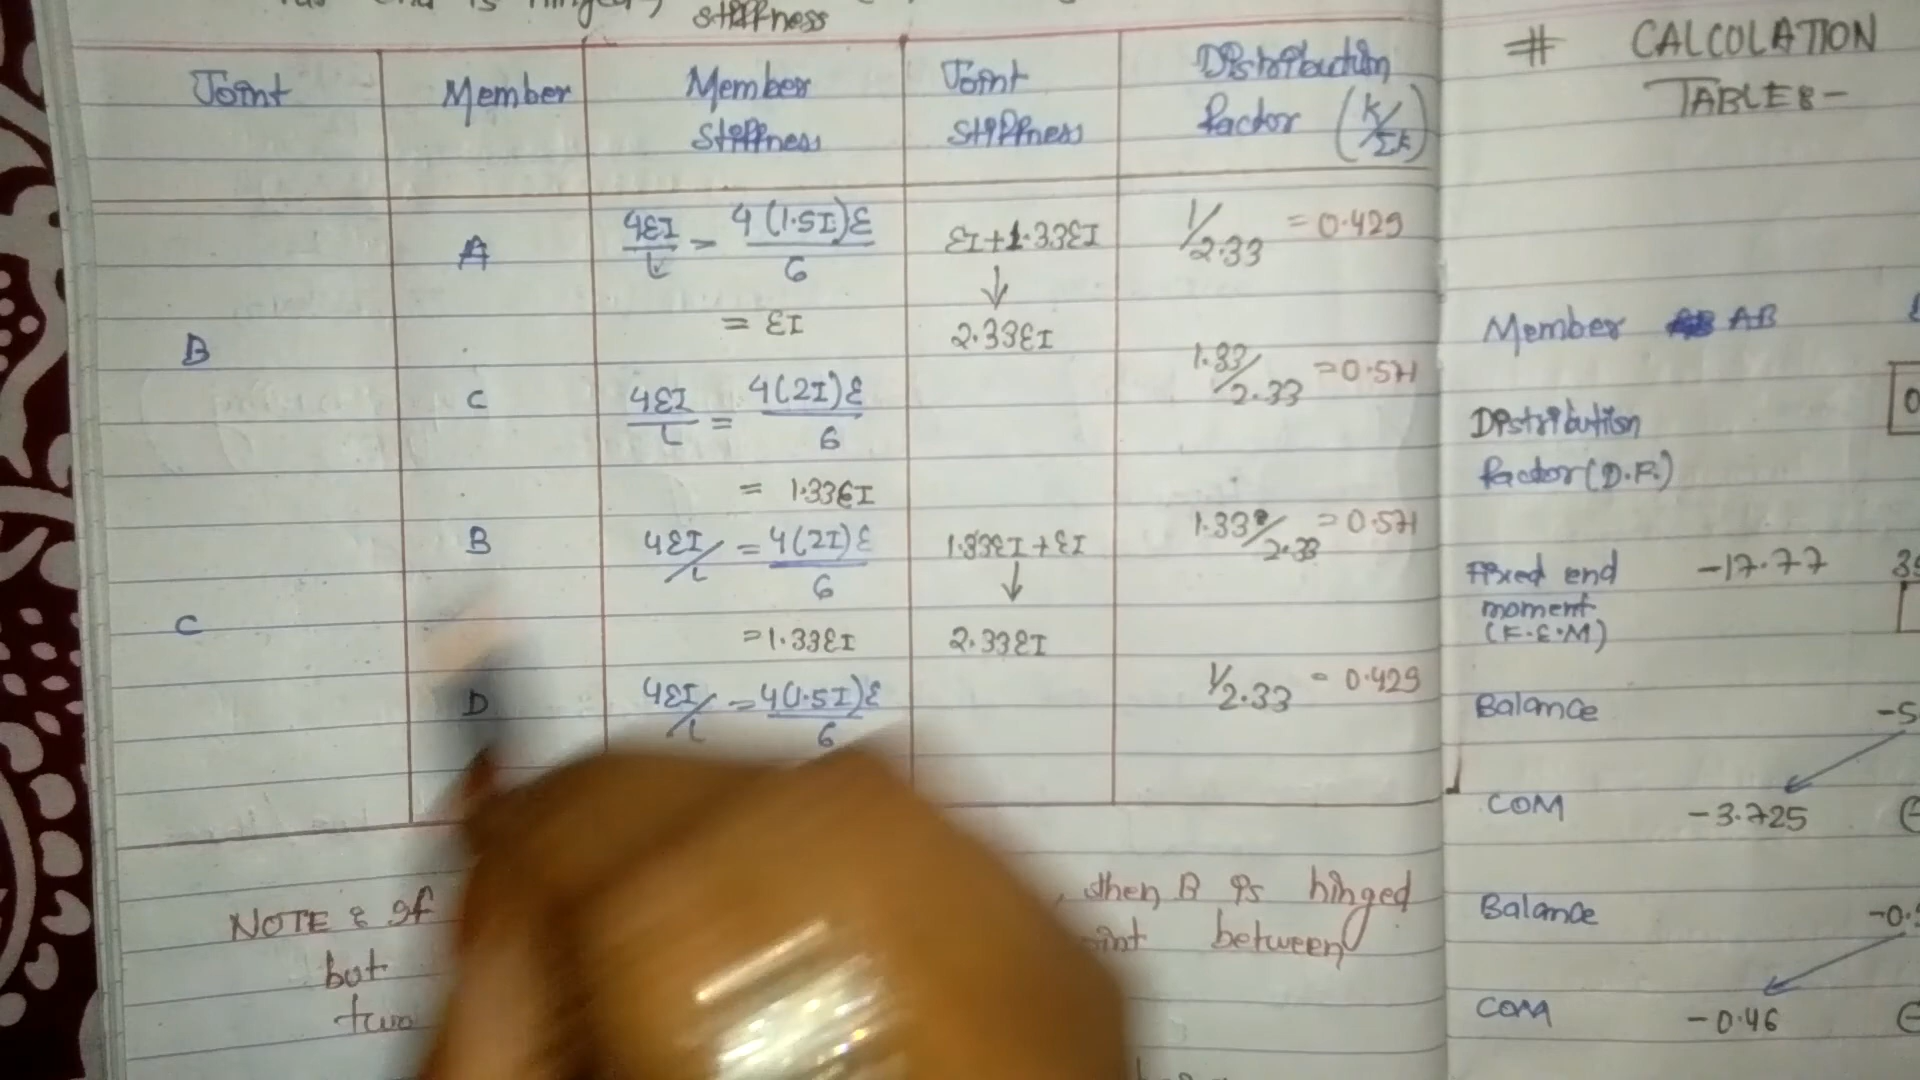 stiffness
Joint
Member
Member stiffness
Joint stiffness
Distribution factor (K/ΣK)
B
A
4EI/L = 4(1.5I)E/6
= EI
EI+1.33EI
↓
2.33EI
1/2.33 = 0.429
C
4EI/L = 4(2I)E/6
= 1.33EI
1.33/2.33 = 0.571
C
B
4EI/L = 4(2I)E/6
= 1.33EI
1.33EI+EI
↓
2.33EI
1.33/2.33 = 0.571
D
4EI/L = 4(1.5I)E/6
1/2.33 = 0.429
NOTE : If
, then B is hinged
but
between
two
# CALCOLATION
TABLE :-
Member AB
Distribution
factor (D.F.)
Fixed end -17.77
moment
(F.E.M)
Balance
COM -3.725
Balance
COM -0.46